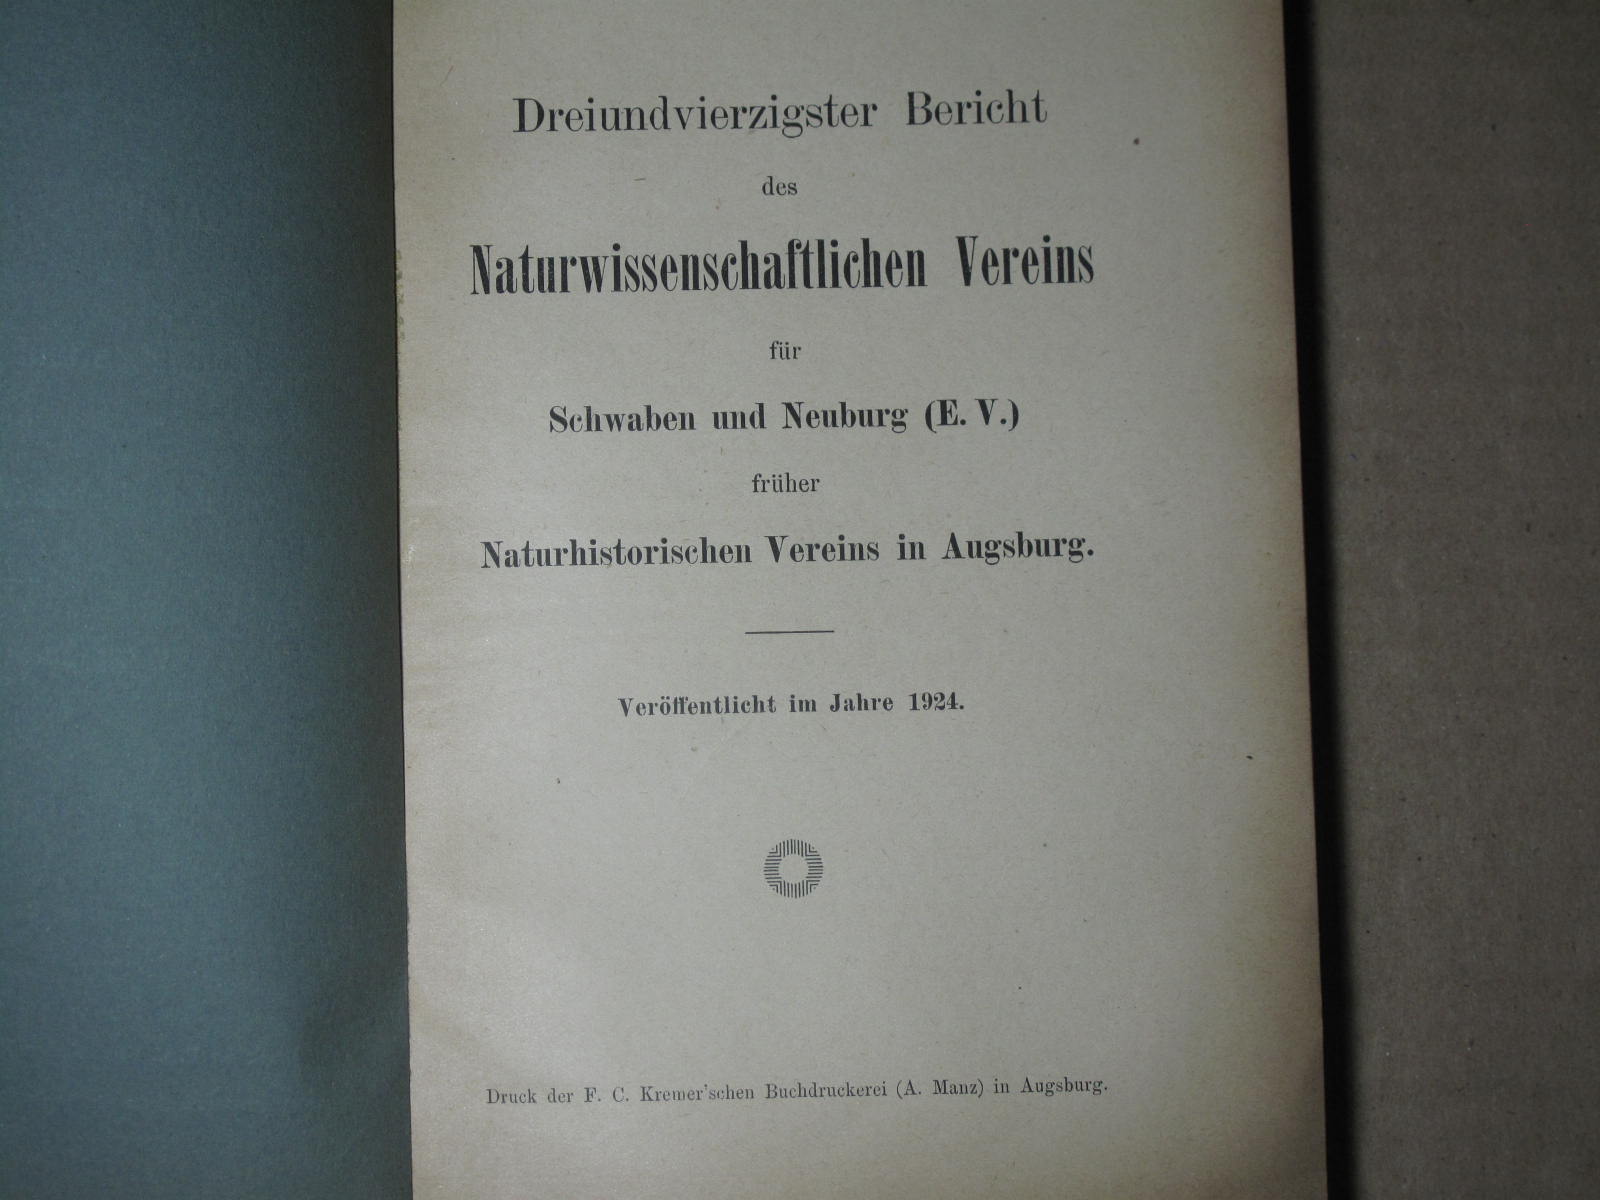 Dreiundvierzigster Bericht
des
Naturwissenschaftlichen Vereins
für
Schwaben und Neuburg (E. V.)
früher
Naturhistorischen Vereins in Augsburg.
Veröffentlicht im Jahre 1924.
Druck der F. C. Kremer'schen Buchdruckerei (A. Manz) in Augsburg.